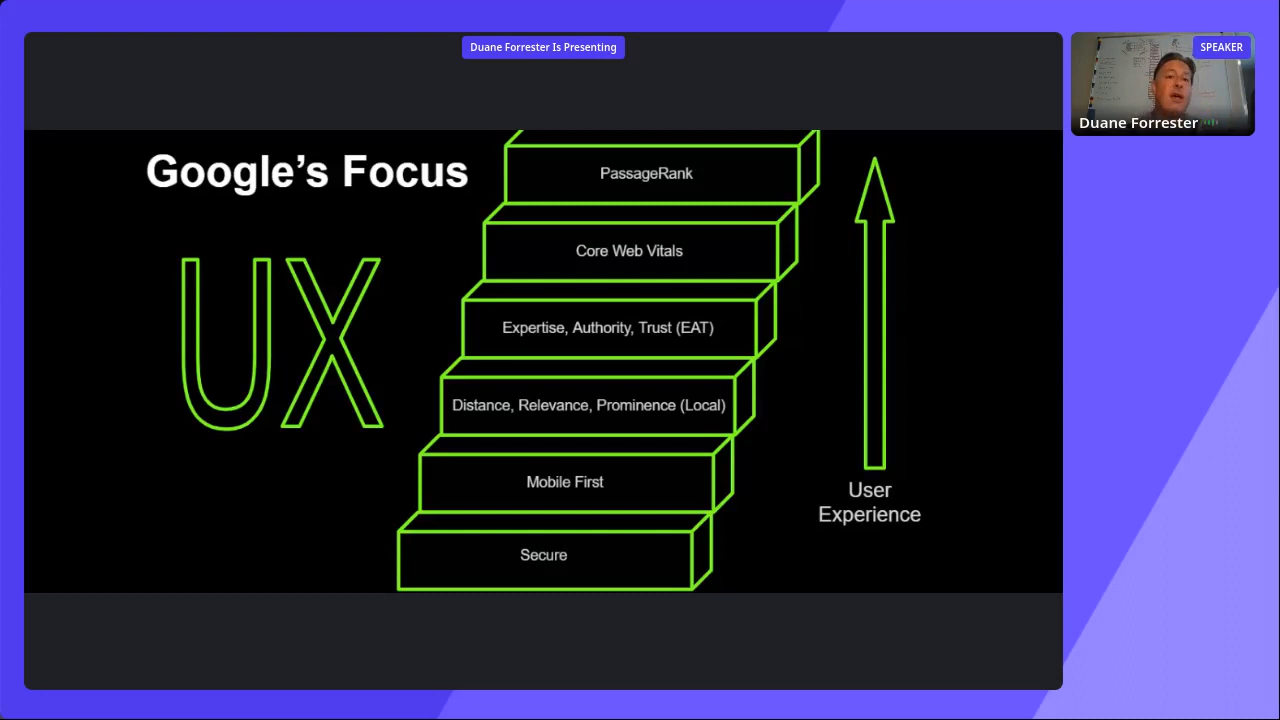 Duane Forrester Is Presenting
SPEAKER
Duane Forrester
Google's Focus
UX
PassageRank
Core Web Vitals
Expertise, Authority, Trust (EAT)
Distance, Relevance, Prominence (Local)
Mobile First
Secure
User
Experience